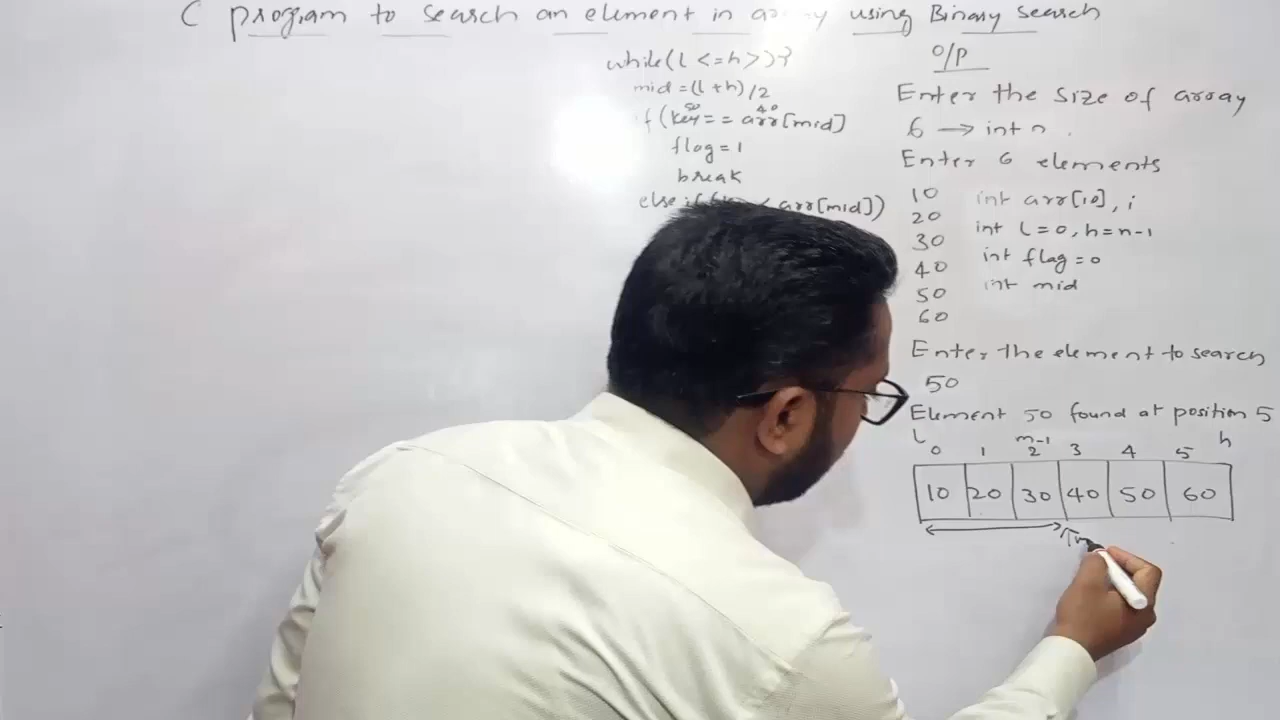 C program to search an element in array using Binary search
while(l<=h>){
mid=(l+h)/2
50 40
if(key==arr[mid]
flag=1
break
else if arr[mid])
O/P
Enter the size of array
6 → int n.
Enter 6 elements
10 int arr[10], i
20 int l=0, h=n-1
30 int flag=0
40 int mid
50
60
Enter the element to search
50
Element 50 found at position 5
l m-1 h
0 1 2 3 4 5
10 20 30 40 50 60